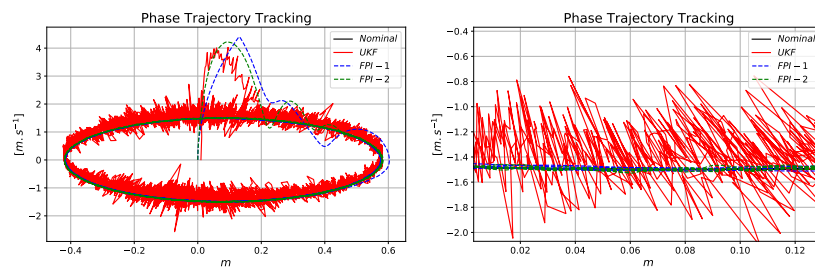 Phase Trajectory Tracking
[m. s⁻¹]
4
3
2
1
0
−1
−2
−0.4
−0.2
0.0
0.2
0.4
0.6
m
Nominal
UKF
FPI − 1
FPI − 2
Phase Trajectory Tracking
[m. s⁻¹]
−0.4
−0.6
−0.8
−1.0
−1.2
−1.4
−1.6
−1.8
−2.0
0.02
0.04
0.06
0.08
0.10
0.12
m
Nominal
UKF
FPI − 1
FPI − 2